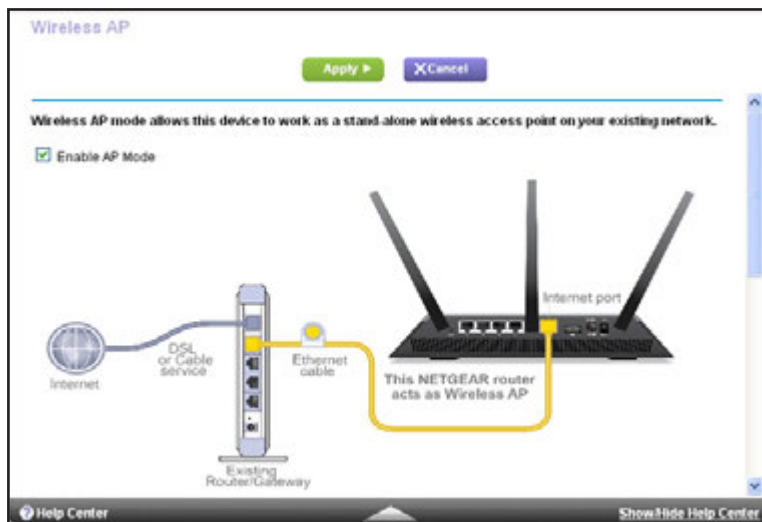 Wireless AP
Apply
Cancel
Wireless AP mode allows this device to work as a stand-alone wireless access point on your existing network.
Enable AP Mode
Internet port
DSL
or Cable
service
Ethernet
cable
Internet
This NETGEAR router
acts as Wireless AP
Existing
Router/Gateway
Help Center
Show/Hide Help Center